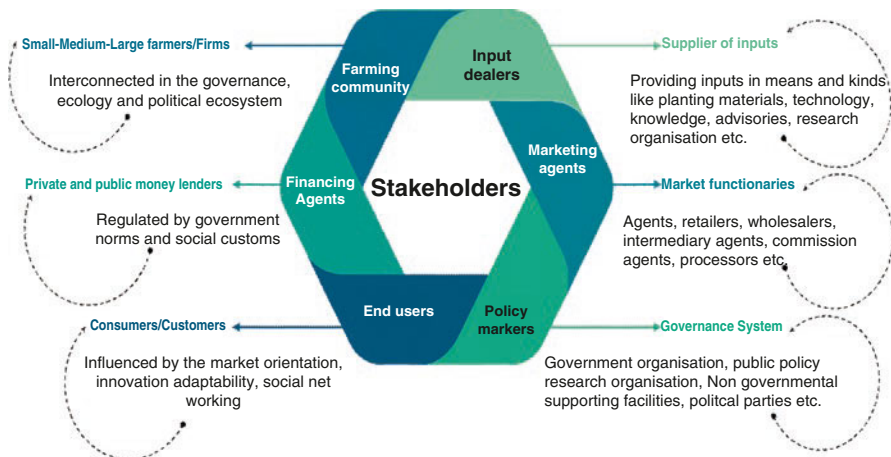 Small-Medium-Large farmers/Firms
Interconnected in the governance,
ecology and political ecosystem
Private and public money lenders
Regulated by government
norms and social customs
Consumers/Customers
Influenced by the market orientation,
innovation adaptability, social net
working
Farming
community
Input
dealers
Financing
Agents
Stakeholders
Marketing
agents
End users
Policy
markers
Supplier of inputs
Providing inputs in means and kinds
like planting materials, technology,
knowledge, advisories, research
organisation etc.
Market functionaries
Agents, retailers, wholesalers,
intermediary agents, commission
agents, processors etc.
Governance System
Government organisation, public policy
research organisation, Non governmental
supporting facilities, politcal parties etc.